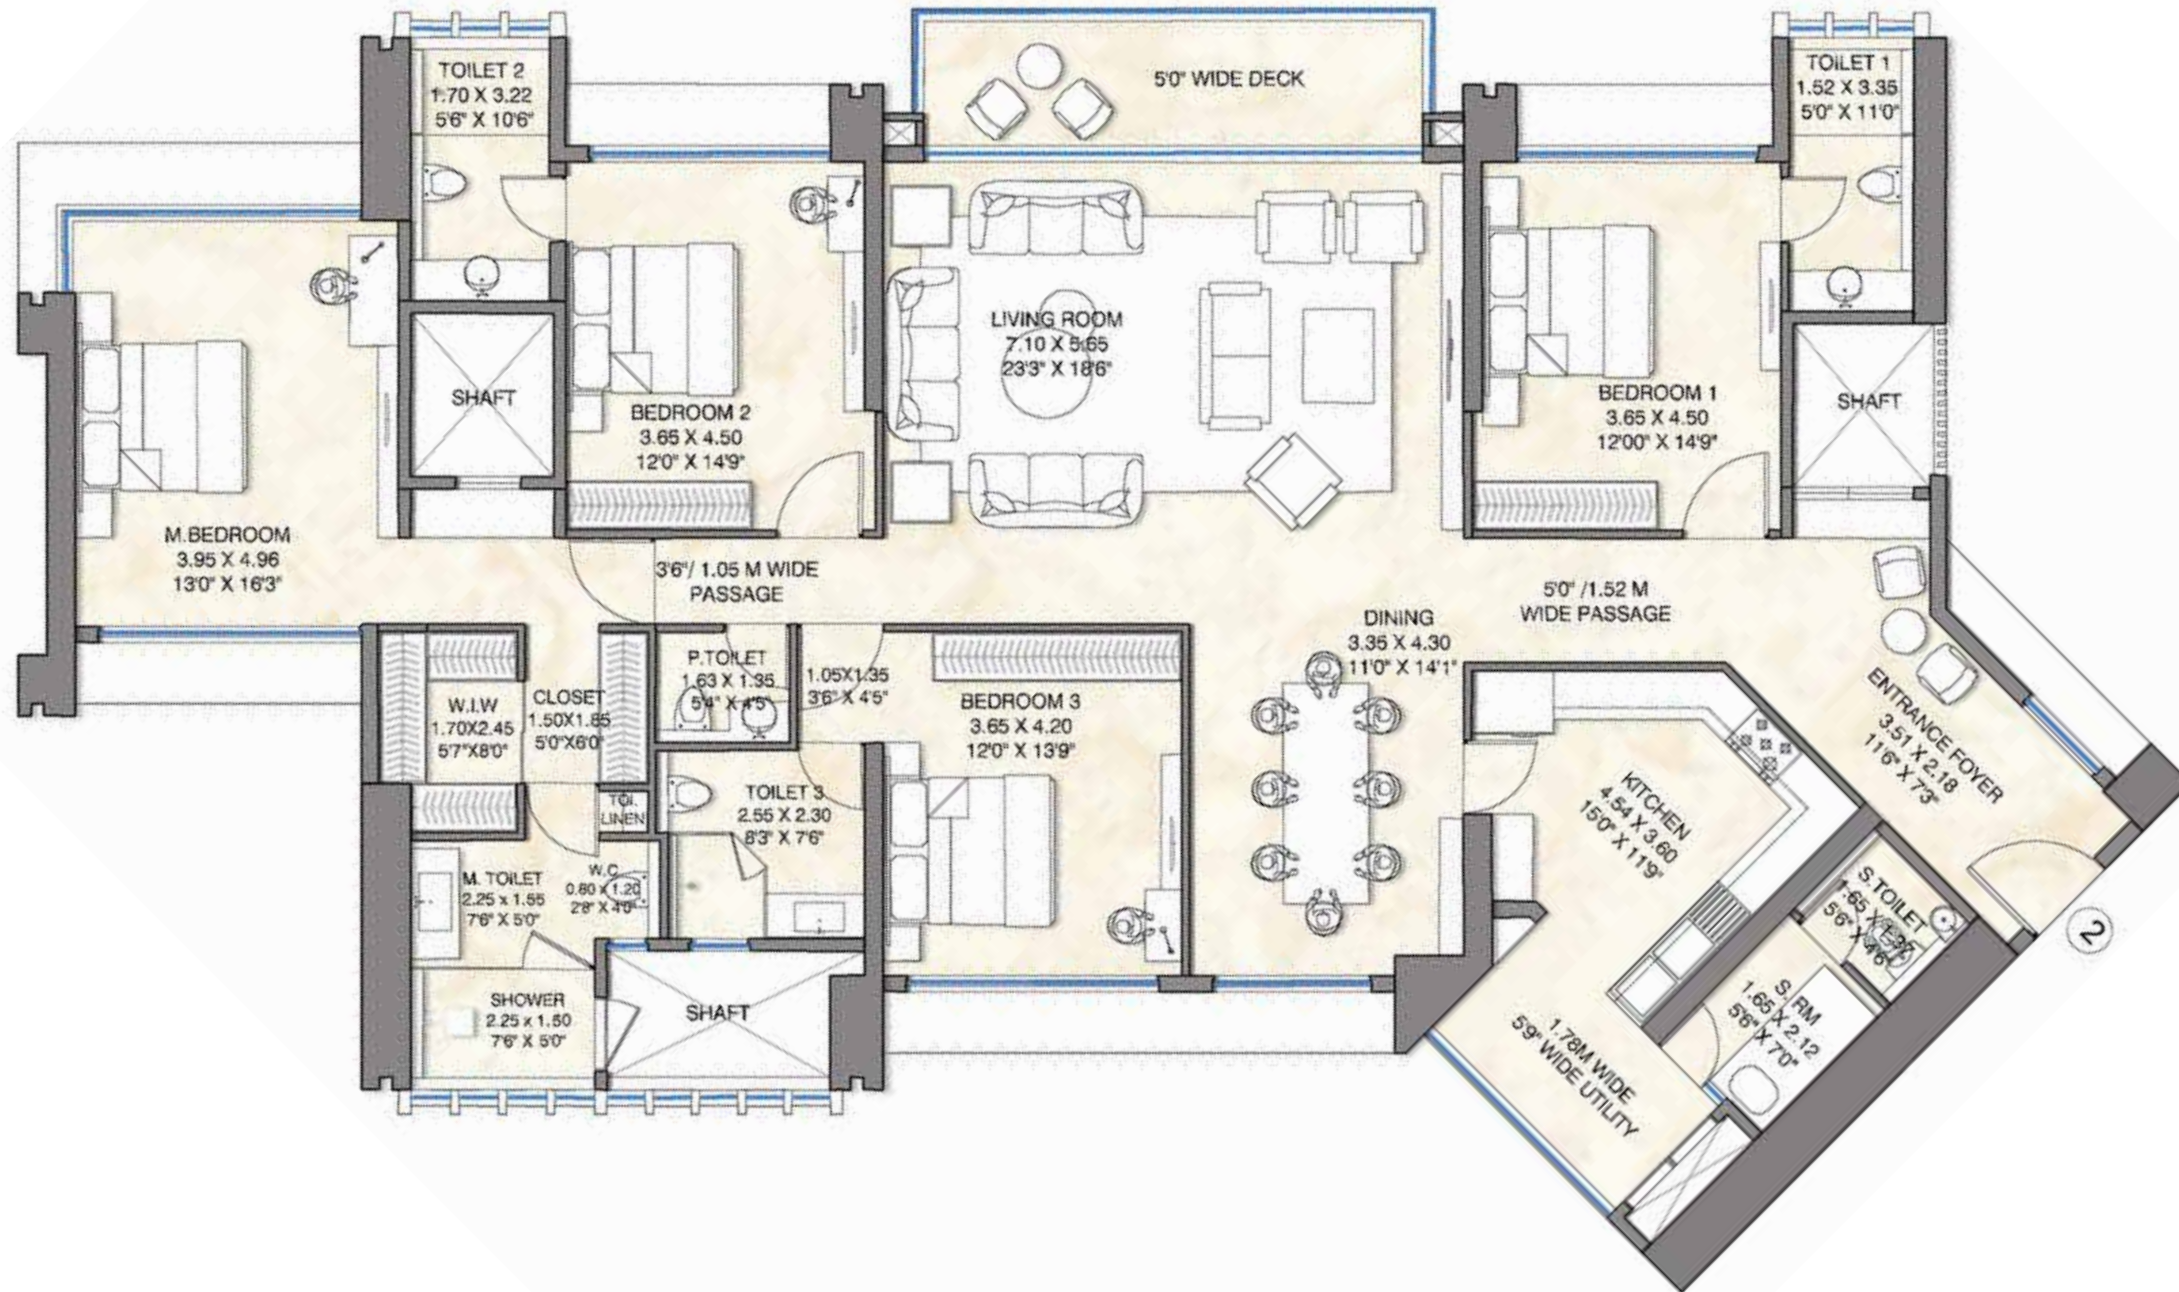 TOILET 2
1.70 X 3.22
5'6" X 10'6"
5'0" WIDE DECK
TOILET 1
1.52 X 3.35
5'0" X 11'0"
SHAFT
BEDROOM 2
3.65 X 4.50
12'0" X 14'9"
LIVING ROOM
7.10 X 5.65
23'3" X 18'6"
BEDROOM 1
3.65 X 4.50
12'00" X 14'9"
SHAFT
M.BEDROOM
3.95 X 4.96
13'0" X 16'3"
3'6"/ 1.05 M WIDE
PASSAGE
5'0" /1.52 M
WIDE PASSAGE
DINING
3.35 X 4.30
11'0" X 14'1"
ENTRANCE FOYER
3.51 X 2.18
11'6" X 7'3"
W.I.W
1.70X2.45
5'7"X8'0"
CLOSET
1.50X1.85
5'0"X6'0"
P.TOILET
1.63 X 1.35
5'4" X 4'5"
1.05X1.35
3'6" X 4'5"
BEDROOM 3
3.65 X 4.20
12'0" X 13'9"
KITCHEN
4.54 X 3.60
15'0" X 11'9"
TOI.
LINEN
TOILET 3
2.55 X 2.30
8'3" X 7'6"
M. TOILET
2.25 x 1.55
7'6" X 5'0"
W.C
0.80 x 1.20
2'8" X 4'0"
S.TOILET
1.65 X 1.37
5'6" X 4'6"
2
SHOWER
2.25 x 1.50
7'6" X 5'0"
SHAFT
S. RM
1.65 X 2.12
5'6" X 7'0"
1.78M WIDE
5'9" WIDE UTILITY